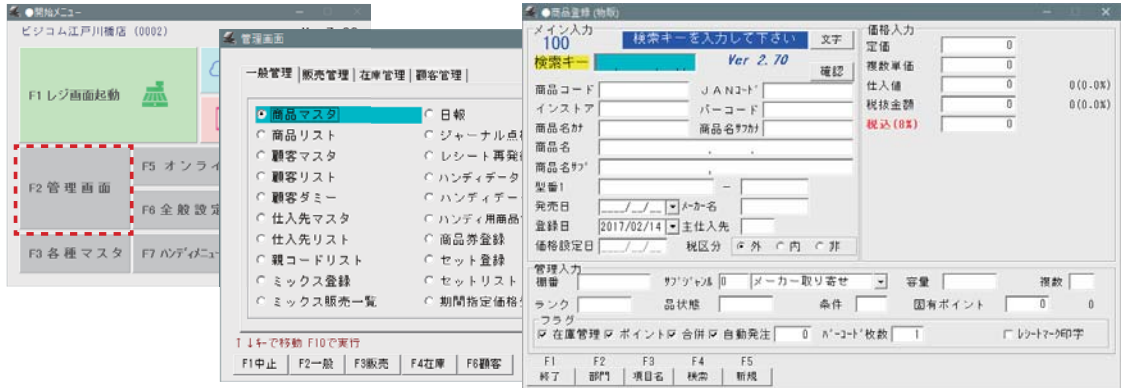 ●開始メニュー
ビジコム江戸川橋店 (0002)
F1 レジ画面起動
F2 管理画面
F5 オンライ
F6 全般設定
F3 各種マスタ
F7 ハンディメニュー
管理画面
一般管理 販売管理 在庫管理 顧客管理
商品マスタ
商品リスト
顧客マスタ
顧客リスト
顧客ダミー
仕入先マスタ
仕入先リスト
親コードリスト
ミックス登録
ミックス販売一覧
日報
ジャーナル点
レシート再発
ハンディデータ
ハンディデー
ハンディ用商品
商品券登録
セット登録
セットリスト
期間指定価格
↑↓キーで移動 F10で実行
F1中止 F2一般 F3販売 F4在庫 F6顧客
●商品登録 (物販)
メイン入力
100 検索キーを入力して下さい 文字
検索キー Ver 2.70 確認
商品コード JANコード
インストア バーコード
商品名カナ 商品名サブカナ
商品名
商品名サブ
型番1 －
発売日 __/__/__ メーカー名
登録日 2017/02/14 主仕入先
価格設定日 __/__/__ 税区分 外 内 非
価格入力
定価 0
複数単価 0
仕入値 0 0(0.0%)
税抜金額 0 0(0.0%)
税込(8%) 0
管理入力
棚番 サブジャンル 0 メーカー取り寄せ 容量 複数
ランク 品状態 条件 固有ポイント 0 0
フラグ
在庫管理 ポイント 合併 自動発注 0 バーコード枚数 1 レシートマーク印字
F1 F2 F3 F4 F5
終了 部門 項目名 検索 新規